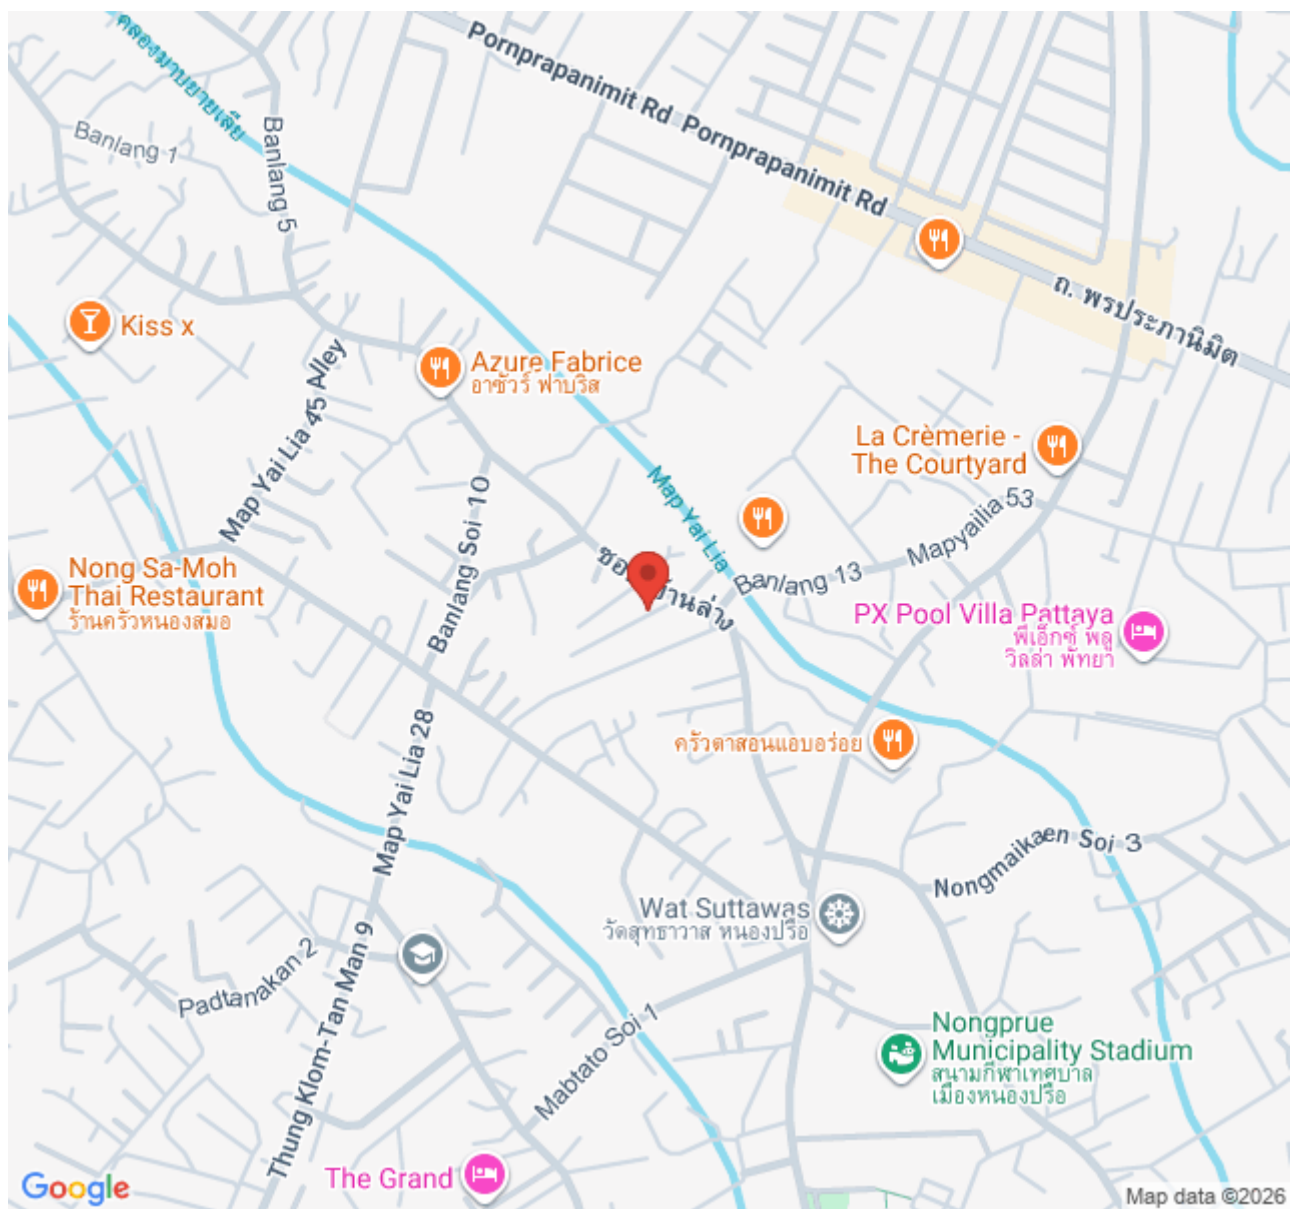 คลองมาบยายเลีย
Pornprapanimit Rd
Pornprapanimit Rd
Banlang 1
Banlang 5
ถ. พรประภานิมิต
Kiss x
Azure Fabrice
อาซัวร์ ฟาบริส
Map Yai Lia 45 Alley
La Crèmerie -
The Courtyard
Map Yai Lia
Banlang Soi 10
Mapyailia 53
Banlang 13
Nong Sa-Moh
Thai Restaurant
ร้านครัวหนองสมอ
PX Pool Villa Pattaya
พีเอ็กซ์ พลู
วิลล่า พัทยา
Map Yai Lia 28
ครัวตาสอนแอบอร่อย
Nongmaikaen Soi 3
Wat Suttawas
วัดสุทธาวาส หนองปรือ
Padtanakan 2
Thung Klom-Tan Man 9
Mabtato Soi 1
Nongprue
Municipality Stadium
สนามกีฬาเทศบาล
เมืองหนองปรือ
The Grand
Google
Map data ©2026